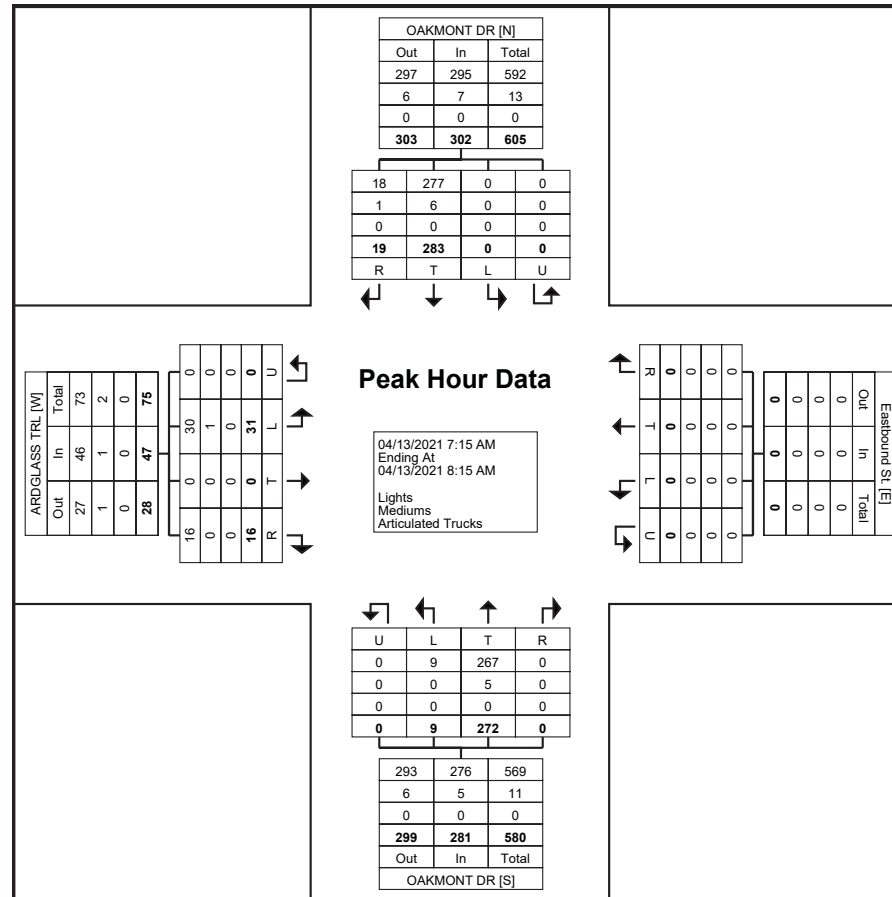 OAKMONT DR [N]
Out In Total
297 295 592
6 7 13
0 0 0
303 302 605
18 277 0 0
1 6 0 0
0 0 0 0
19 283 0 0
R T L U
ARDGLASS TRL [W]
Total In Out
73 46 27
2 1 1
0 0 0
75 47 28
0 30 0 16
0 1 0 0
0 0 0 0
0 31 0 16
U L T R
Peak Hour Data
04/13/2021 7:15 AM
Ending At
04/13/2021 8:15 AM
Lights
Mediums
Articulated Trucks
R T L U
0 0 0 0
0 0 0 0
0 0 0 0
0 0 0 0
0 0 0
0 0 0
0 0 0
0 0 0
Out In Total
Eastbound St. [E]
U L T R
0 9 267 0
0 0 5 0
0 0 0 0
0 9 272 0
293 276 569
6 5 11
0 0 0
299 281 580
Out In Total
OAKMONT DR [S]